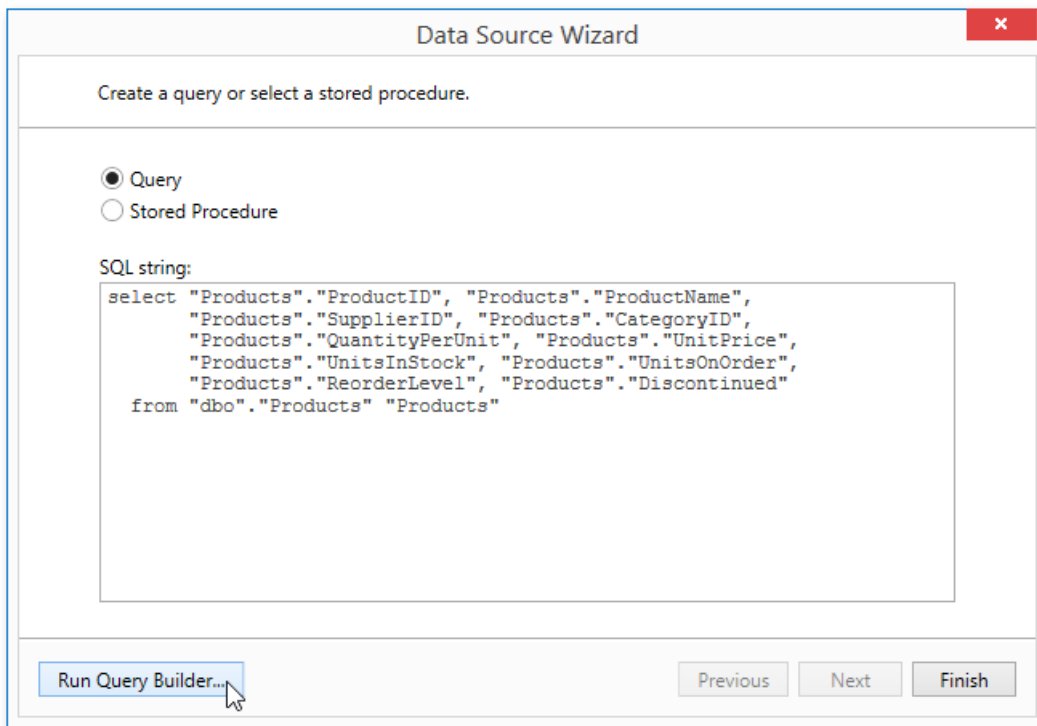 Data Source Wizard
Create a query or select a stored procedure.
Query
Stored Procedure
SQL string:
select "Products"."ProductID", "Products"."ProductName",
"Products"."SupplierID", "Products"."CategoryID",
"Products"."QuantityPerUnit", "Products"."UnitPrice",
"Products"."UnitsInStock", "Products"."UnitsOnOrder",
"Products"."ReorderLevel", "Products"."Discontinued"
from "dbo"."Products" "Products"
Run Query Builder... Previous Next Finish